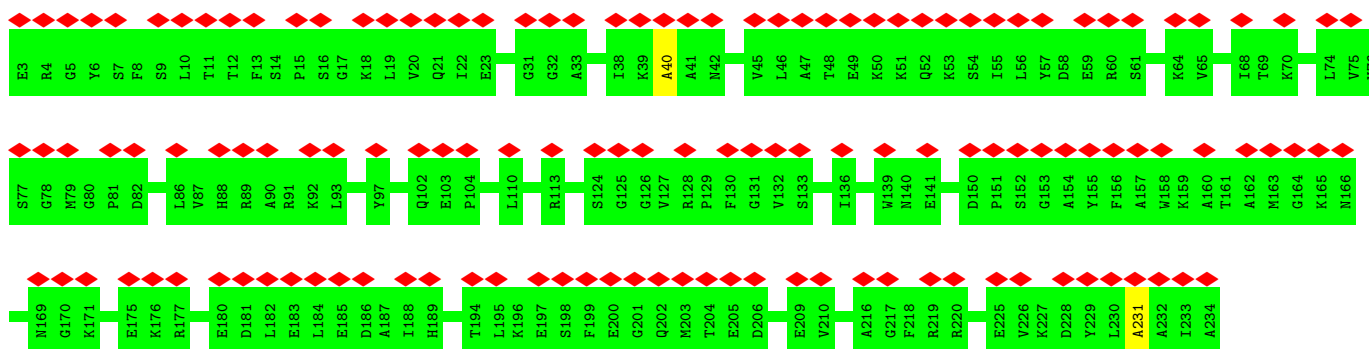 E3 R4 G5 Y6 S7 F8 S9 L10 T11 T12 F13 S14 P15 S16 G17 K18 L19 V20 Q21 I22 E23 G31 G32 A33 I38 K39 A40 A41 N42 V45 L46 A47 T48 E49 K50 K51 Q52 K53 S54 I55 L56 Y57 D58 E59 R60 S61 K64 V65 I68 T69 K70 L74 V75
S77 G78 M79 G80 P81 D82 L86 V87 H88 R89 A90 R91 K92 L93 Y97 Q102 E103 P104 L110 R113 S124 G125 G126 V127 R128 P129 F130 G131 V132 S133 I136 W139 N140 E141 D150 P151 S152 G153 A154 Y155 F156 A157 W158 K159 A160 T161 A162 M163 G164 K165 N166
N169 G170 K171 E175 K176 R177 E180 D181 L182 E183 L184 E185 D186 A187 I188 H189 T194 L195 K196 E197 S198 F199 E200 G201 Q202 M203 T204 E205 D206 E209 V210 A216 G217 F218 R219 R220 E225 V226 K227 D228 Y229 L230 A231 A232 I233 A234